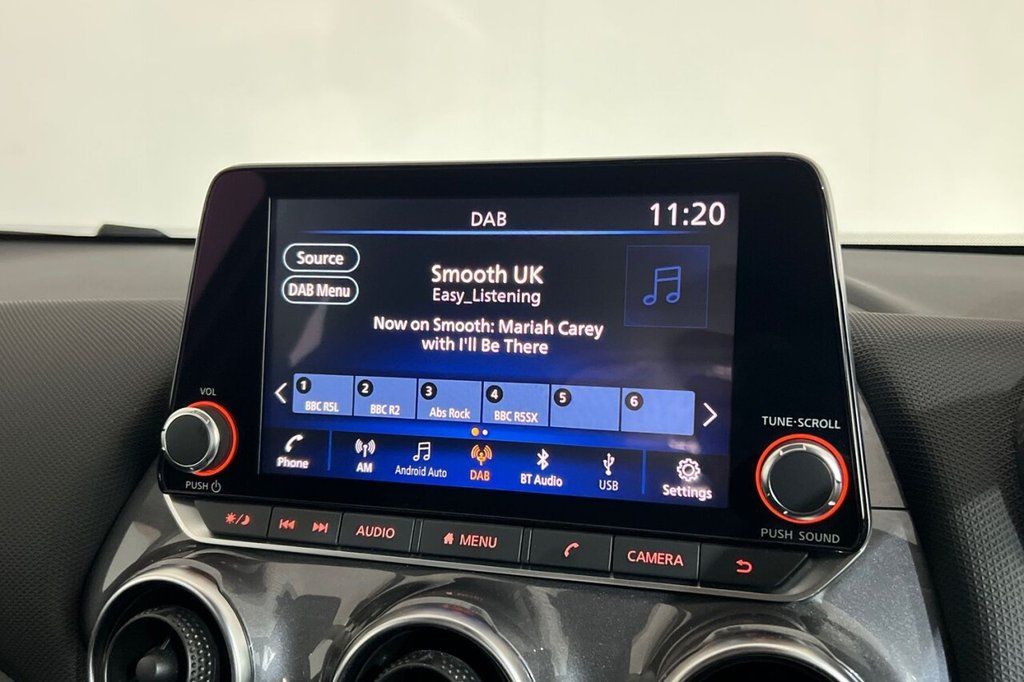 DAB
11:20
Source
DAB Menu
Smooth UK
Easy_Listening
Now on Smooth: Mariah Carey
with I'll Be There
1
BBC R5L
2
BBC R2
3
Abs Rock
4
BBC R5SX
5
6
Phone
AM
Android Auto
DAB
BT Audio
USB
Settings
VOL
PUSH
TUNE·SCROLL
PUSH SOUND
AUDIO
MENU
CAMERA